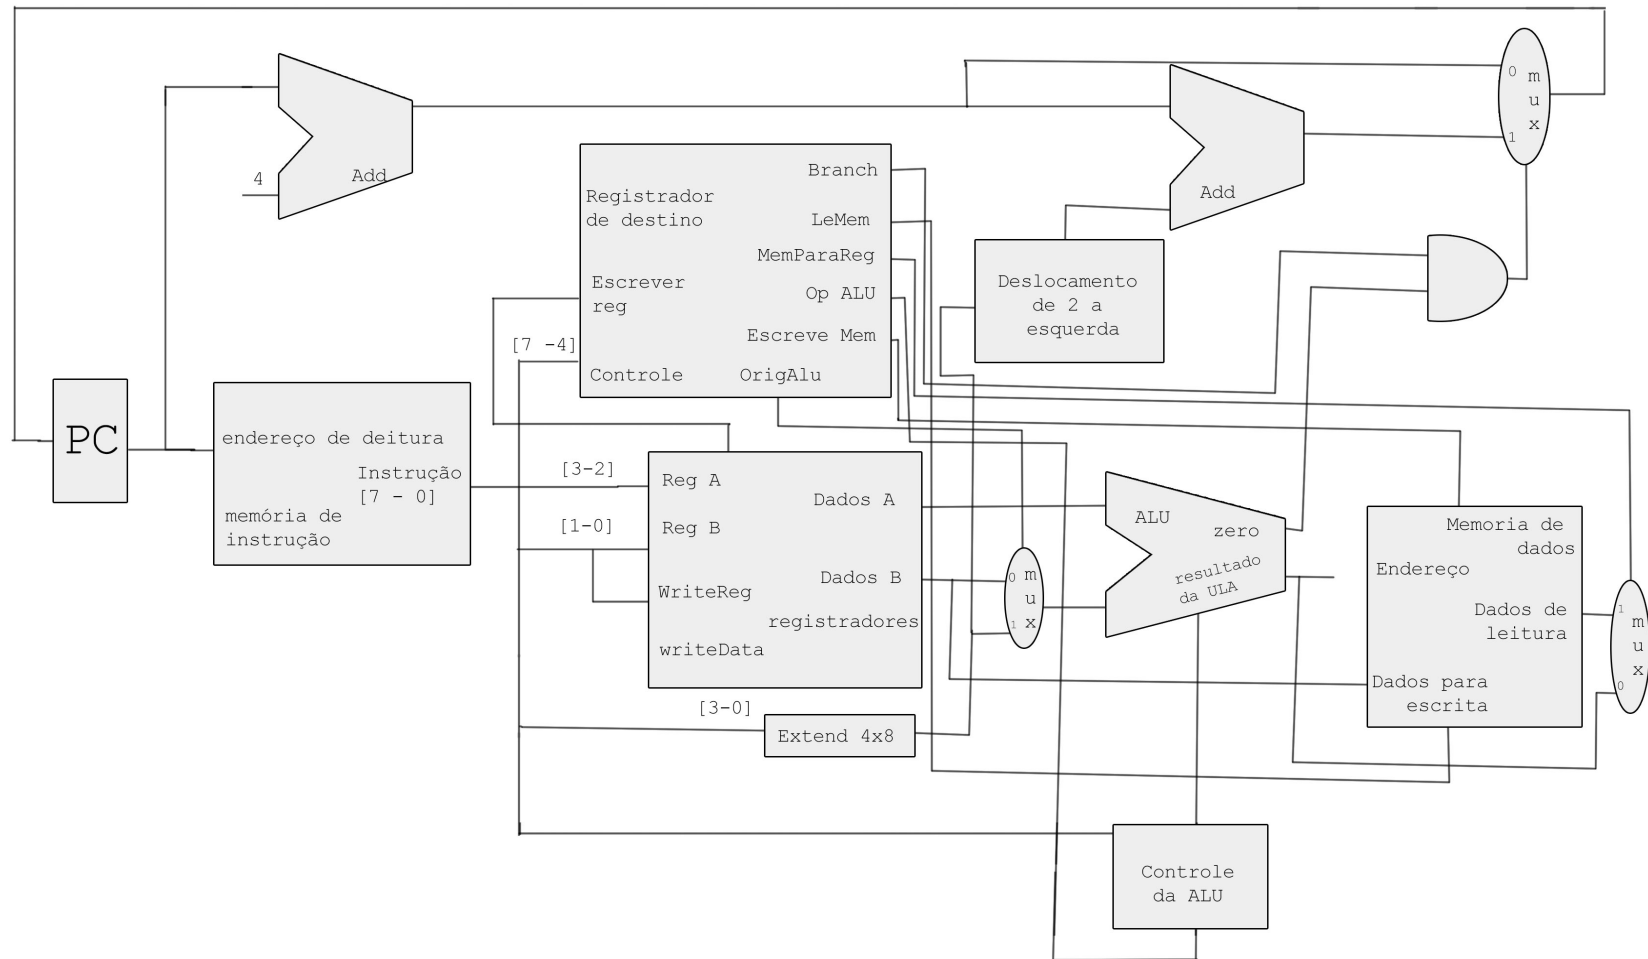 0
m
u
x
1
4
Add
Add
Registrador
de destino
Branch
LeMem
MemParaReg
Escrever
reg
Op ALU
Escreve Mem
[7 -4]
Controle
OrigAlu
Deslocamento
de 2 a
esquerda
PC
endereço de deitura
Instrução
[7 - 0]
memória de
instrução
[3-2]
Reg A
Dados A
[1-0]
Reg B
Dados B
WriteReg
registradores
writeData
0
m
u
1
x
ALU
zero
resultado
da ULA
Memoria de
dados
Endereço
Dados de
leitura
Dados para
escrita
1
m
u
x
0
[3-0]
Extend 4x8
Controle
da ALU